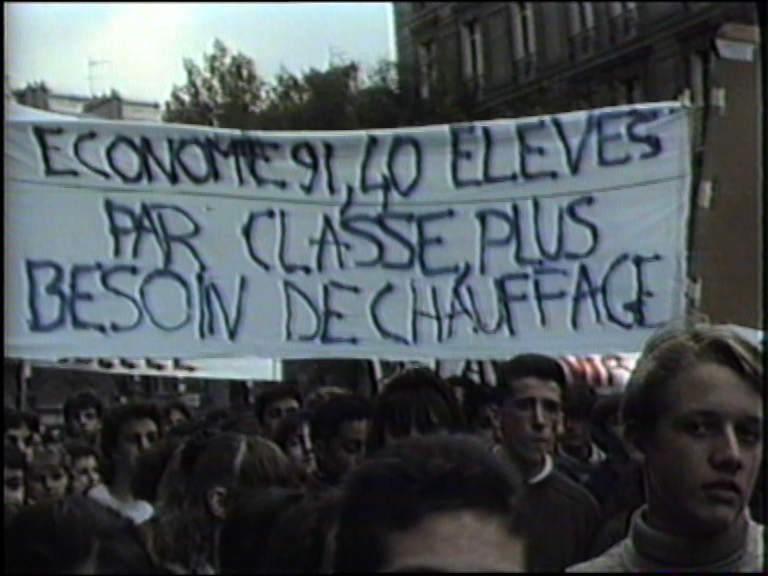 ECONOMIE 91, 40 ELEVES
PAR CLASSE, PLUS
BESOIN DE CHAUFFAGE